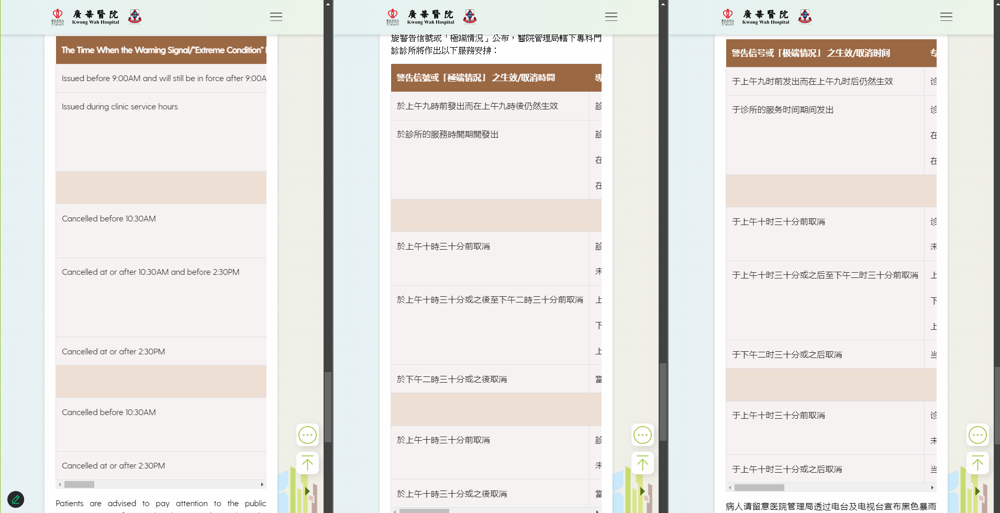 廣華醫院
Kwong Wah Hospital
The Time When the Warning Signal/"Extreme Condition"
Issued before 9:00AM and will still be in force after 9:00A
Issued during clinic service hours
Cancelled before 10:30AM
Cancelled at or after 10:30AM and before 2:30PM
Cancelled at or after 2:30PM
Cancelled before 10:30AM
Cancelled at or after 2:30PM
Patients are advised to pay attention to the public
廣華醫院
Kwong Wah Hospital
旋警告信號或「極端情況」公布，醫院管理局轄下專科門
診診所將作出以下服務安排：
警告信號或「極端情況」 之生效/取消時間 專
於上午九時前發出而在上午九時後仍然生效 診
於診所的服務時間期間發出 診
在
在
於上午十時三十分前取消 診
未
於上午十時三十分或之後至下午二時三十分前取消 上
下
上
於下午二時三十分或之後取消 當
於上午十時三十分前取消 診
未
於上午十時三十分或之後取消 當
廣華醫院
Kwong Wah Hospital
警告信号或「极端情况」 之生效/取消时间 专
于上午九时前发出而在上午九时后仍然生效 诊
于诊所的服务时间期间发出 诊
在
在
于上午十时三十分前取消 诊
未
于上午十时三十分或之后至下午二时三十分前取消 上
下
上
于下午二时三十分或之后取消 当
于上午十时三十分前取消 诊
未
于上午十时三十分或之后取消 当
病人请留意医院管理局透过电台及电视台宣布黑色暴雨